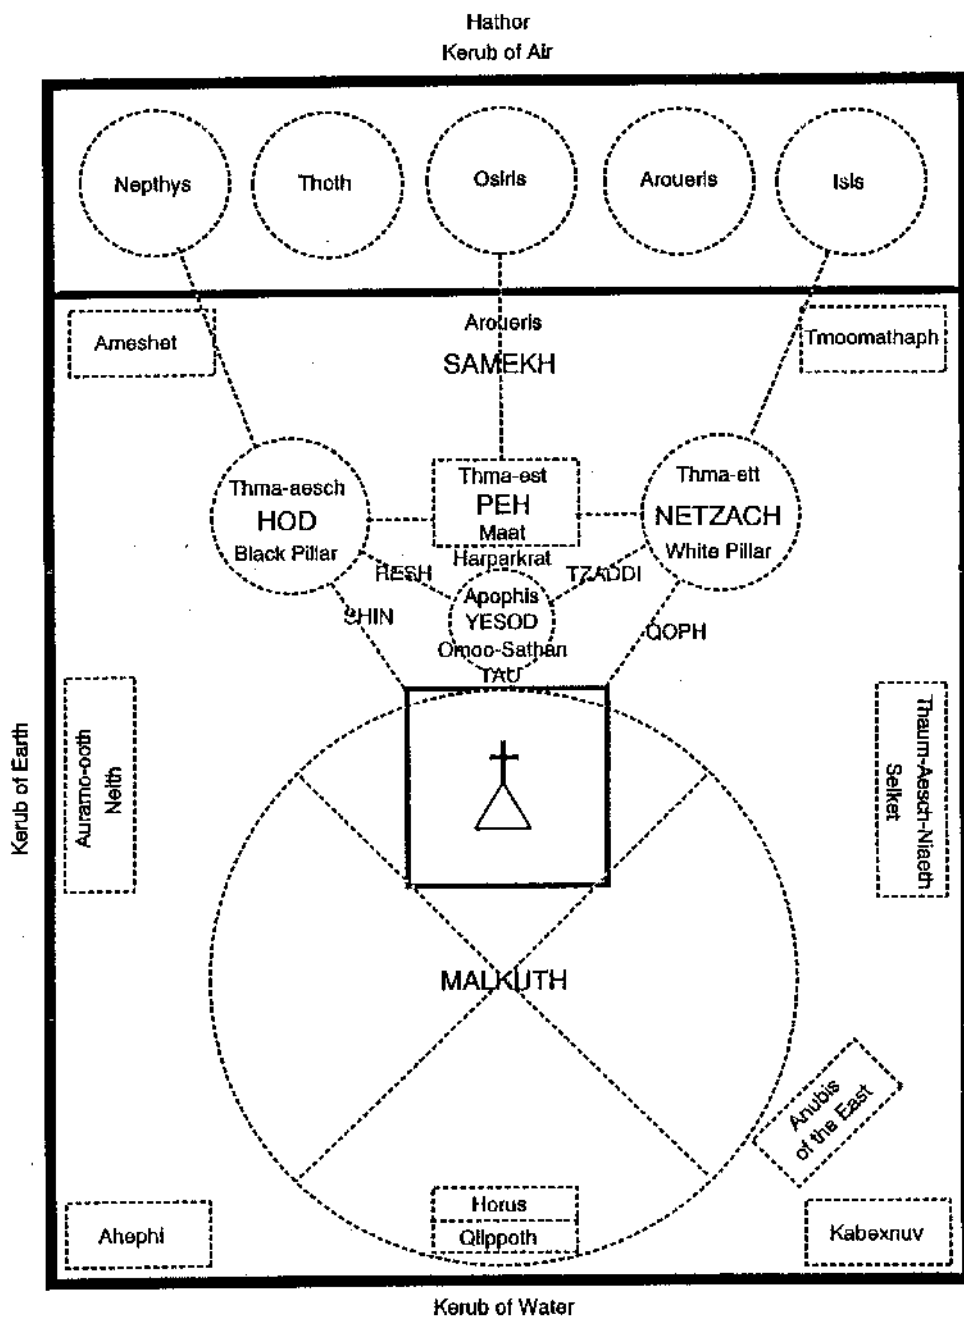 Hathor
Kerub of Air
Nepthys
Thoth
Osiris
Aroueris
Isis
Ameshet
Aroueris
SAMEKH
Tmoomathaph
Thma-aesch
HOD
Black Pillar
Thma-est
PEH
Maat
Harparkrat
Thma-ett
NETZACH
White Pillar
RESH
TZADDI
SHIN
Apophis
YESOD
Omoo-Sathan
TAU
QOPH
Kerub of Earth
Auramo-ooth
Neith
Thaum-Aesch-Niaeth
Selket
MALKUTH
Anubis
of the East
Ahephi
Horus
Qlippoth
Kabexnuv
Kerub of Water